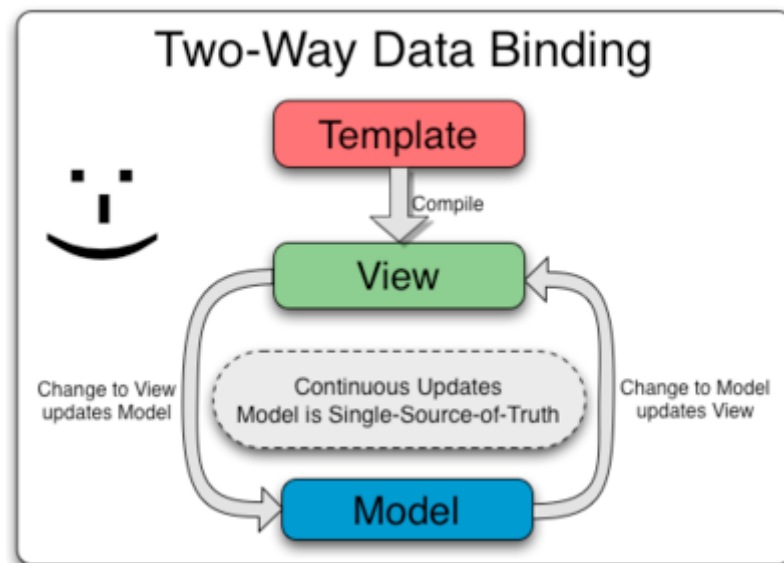 Two-Way Data Binding
Template
Compile
View
Change to View
updates Model
Continuous Updates
Model is Single-Source-of-Truth
Change to Model
updates View
Model